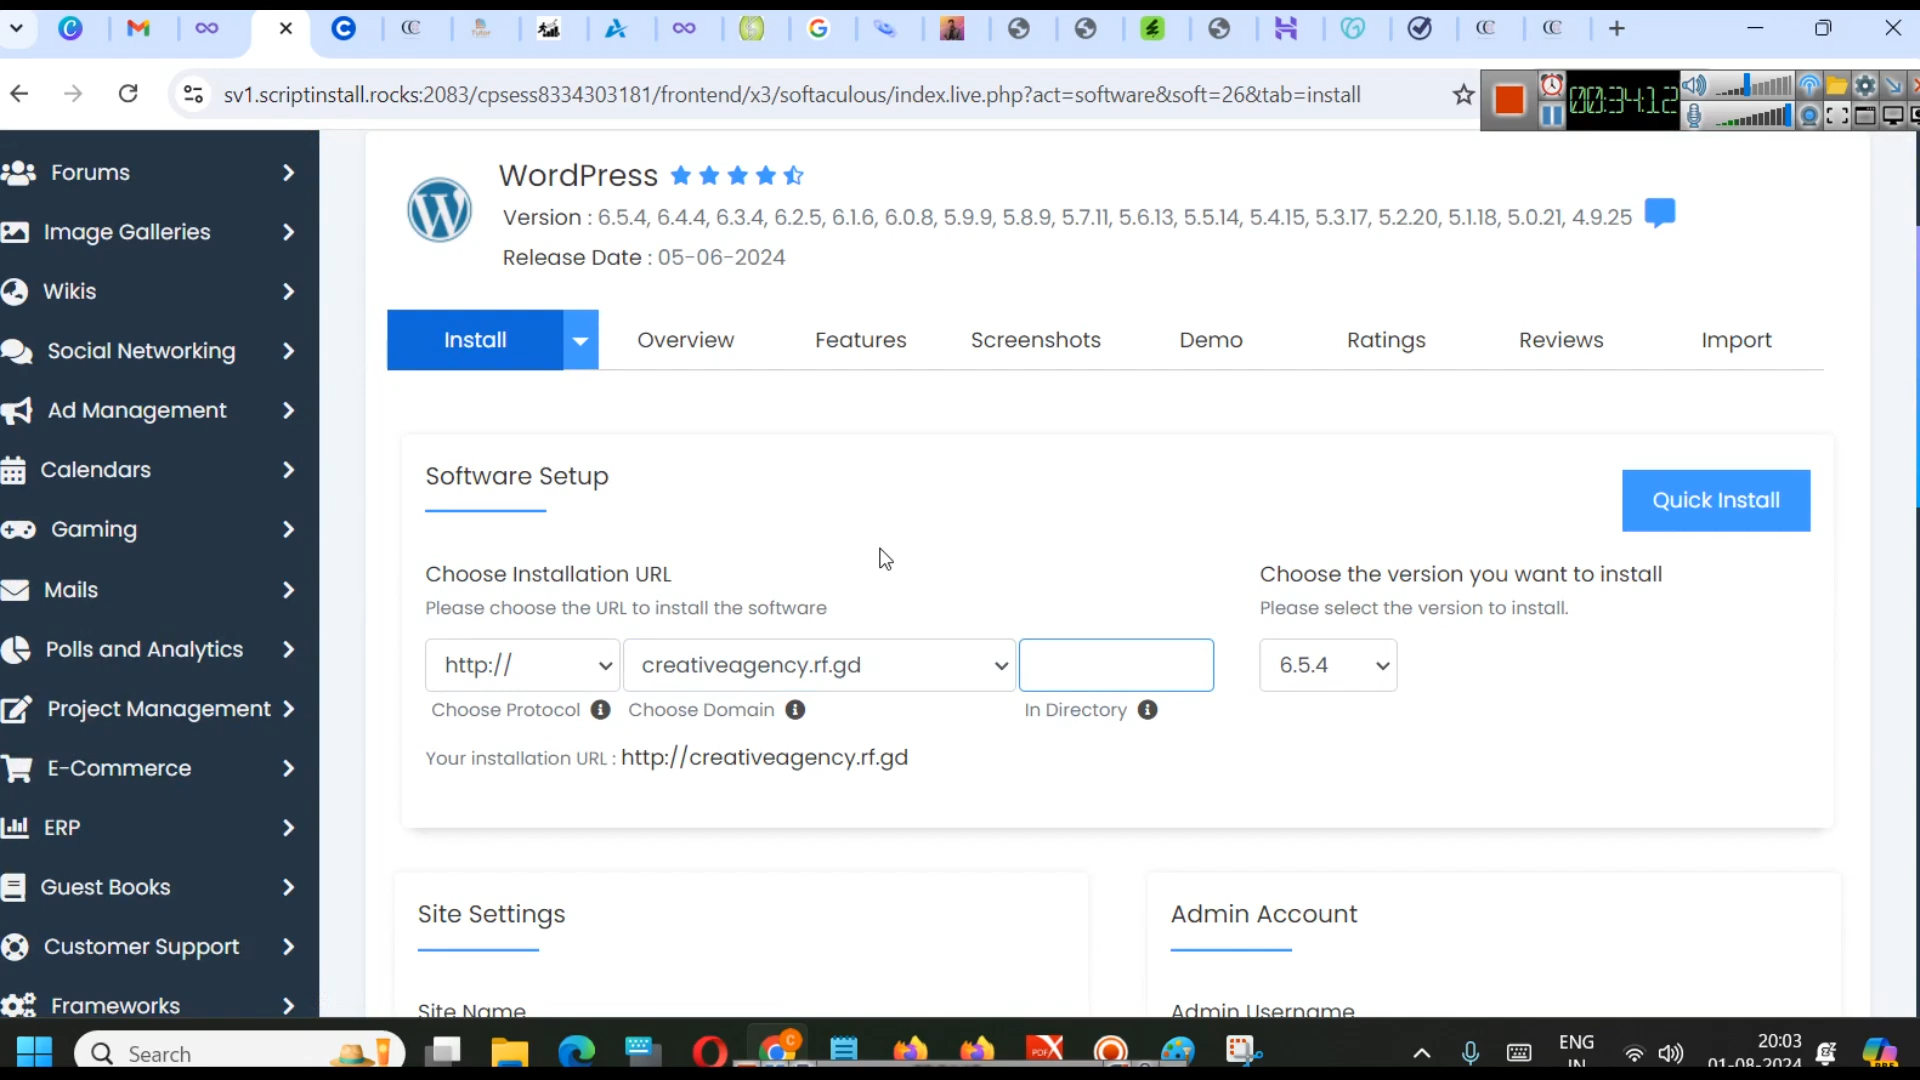 sv1.scriptinstall.rocks:2083/cpsess8334303181/frontend/x3/softaculous/index.live.php?act=software&soft=26&tab=install
00:34:12
Forums
Image Galleries
Wikis
Social Networking
Ad Management
Calendars
Gaming
Mails
Polls and Analytics
Project Management
E-Commerce
ERP
Guest Books
Customer Support
Frameworks
WordPress
Version : 6.5.4, 6.4.4, 6.3.4, 6.2.5, 6.1.6, 6.0.8, 5.9.9, 5.8.9, 5.7.11, 5.6.13, 5.5.14, 5.4.15, 5.3.17, 5.2.20, 5.1.18, 5.0.21, 4.9.25
Release Date : 05-06-2024
Install Overview Features Screenshots Demo Ratings Reviews Import
Software Setup
Quick Install
Choose Installation URL
Please choose the URL to install the software
http:// creativeagency.rf.gd
Choose Protocol Choose Domain In Directory
Your installation URL : http://creativeagency.rf.gd
Choose the version you want to install
Please select the version to install.
6.5.4
Site Settings
Site Name
Admin Account
Admin Username
Search
ENG
IN
20:03
01-08-2024